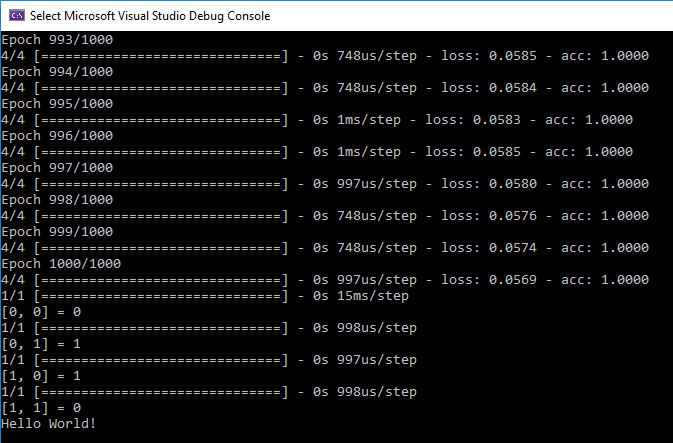 C:\ Select Microsoft Visual Studio Debug Console
Epoch 993/1000
4/4 [==============================] - 0s 748us/step - loss: 0.0585 - acc: 1.0000
Epoch 994/1000
4/4 [==============================] - 0s 748us/step - loss: 0.0584 - acc: 1.0000
Epoch 995/1000
4/4 [==============================] - 0s 1ms/step - loss: 0.0583 - acc: 1.0000
Epoch 996/1000
4/4 [==============================] - 0s 1ms/step - loss: 0.0585 - acc: 1.0000
Epoch 997/1000
4/4 [==============================] - 0s 997us/step - loss: 0.0580 - acc: 1.0000
Epoch 998/1000
4/4 [==============================] - 0s 748us/step - loss: 0.0576 - acc: 1.0000
Epoch 999/1000
4/4 [==============================] - 0s 748us/step - loss: 0.0574 - acc: 1.0000
Epoch 1000/1000
4/4 [==============================] - 0s 997us/step - loss: 0.0569 - acc: 1.0000
1/1 [==============================] - 0s 15ms/step
[0, 0] = 0
1/1 [==============================] - 0s 998us/step
[0, 1] = 1
1/1 [==============================] - 0s 997us/step
[1, 0] = 1
1/1 [==============================] - 0s 998us/step
[1, 1] = 0
Hello World!